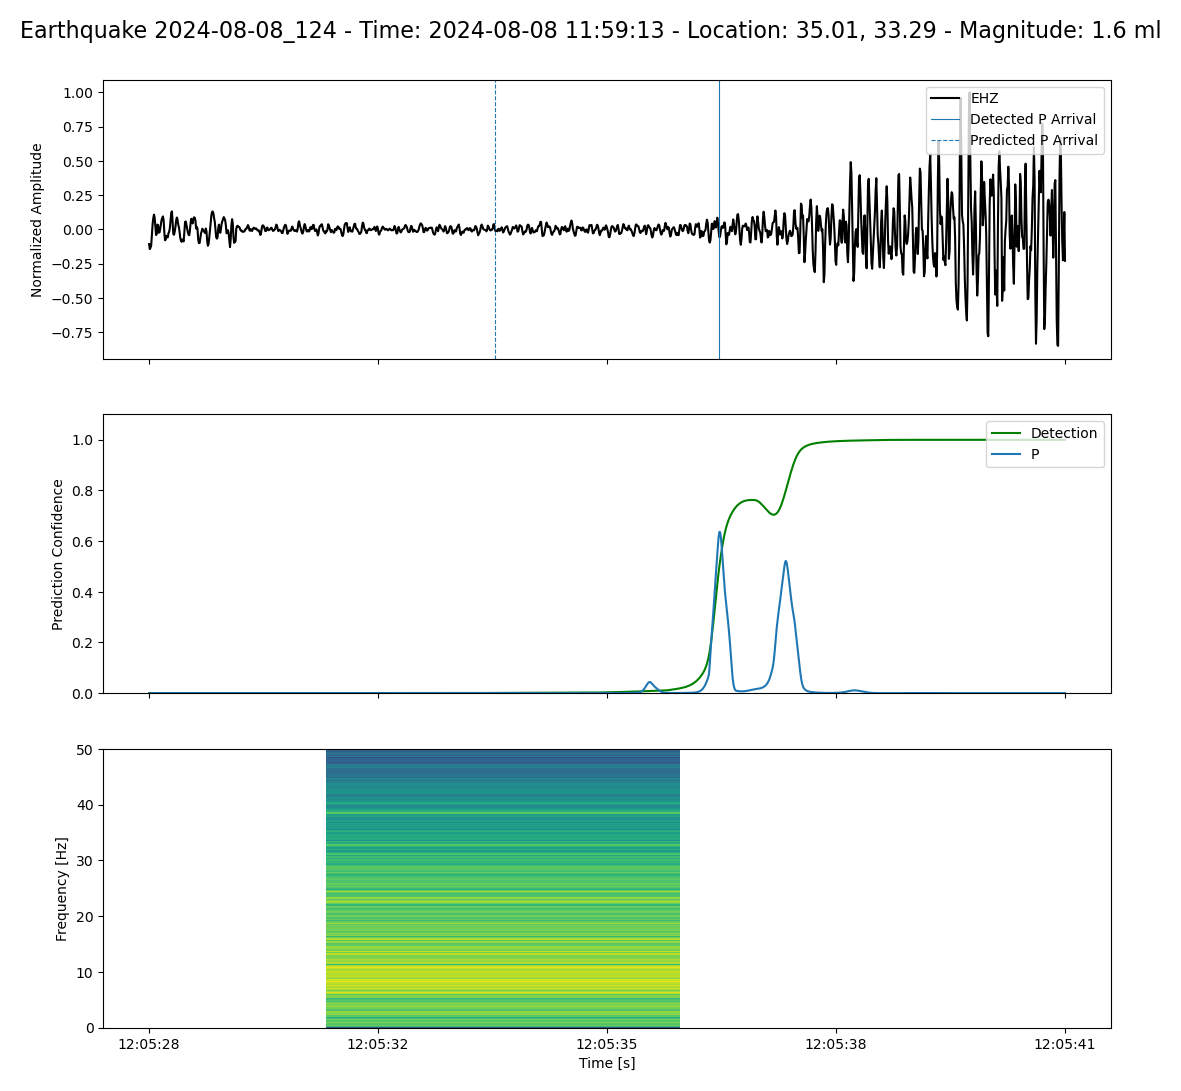 Earthquake 2024-08-08_124 - Time: 2024-08-08 11:59:13 - Location: 35.01, 33.29 - Magnitude: 1.6 ml
1.00
0.75
0.50
0.25
0.00
−0.25
−0.50
−0.75
Normalized Amplitude
EHZ
Detected P Arrival
Predicted P Arrival
1.0
0.8
0.6
0.4
0.2
0.0
Prediction Confidence
Detection
P
50
40
30
20
10
0
Frequency [Hz]
12:05:28
12:05:32
12:05:35
12:05:38
12:05:41
Time [s]